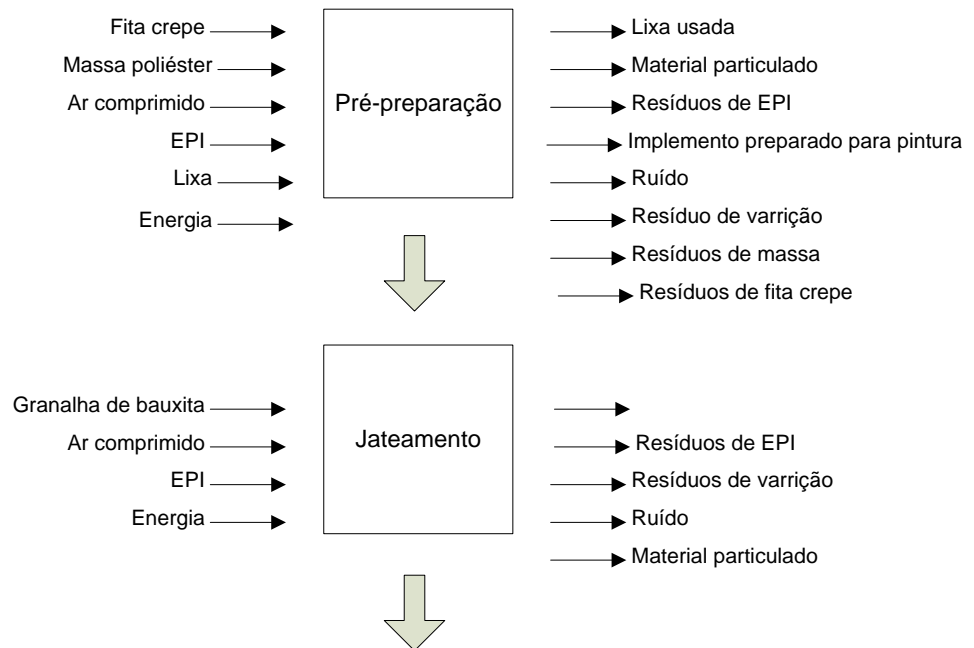 Fita crepe
Massa poliéster
Ar comprimido
EPI
Lixa
Energia
Pré-preparação
Lixa usada
Material particulado
Resíduos de EPI
Implemento preparado para pintura
Ruído
Resíduo de varrição
Resíduos de massa
Resíduos de fita crepe
Granalha de bauxita
Ar comprimido
EPI
Energia
Jateamento
Resíduos de EPI
Resíduos de varrição
Ruído
Material particulado